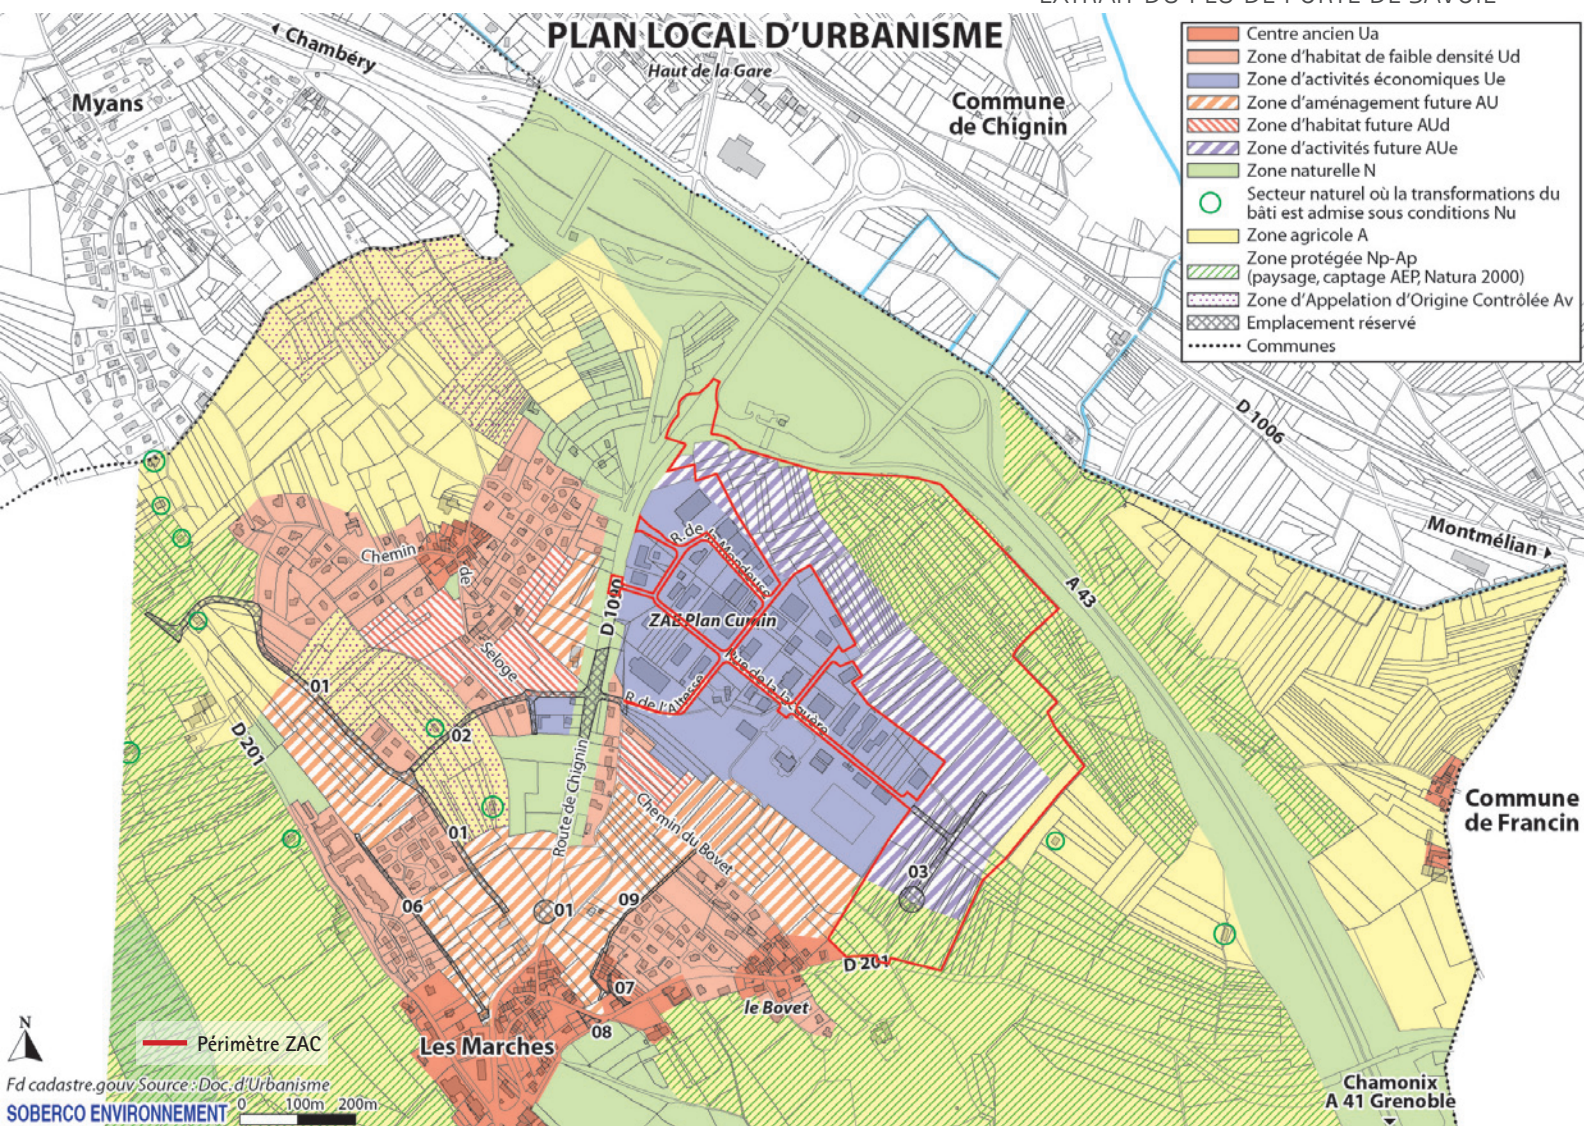 EXTRAIT DU PLU DE PORTE DE SAVOIE
PLAN LOCAL D'URBANISME
Haut de la Gare
Chambéry
Myans
Commune
de Chignin
Centre ancien Ua
Zone d'habitat de faible densité Ud
Zone d'activités économiques Ue
Zone d'aménagement future AU
Zone d'habitat future AUd
Zone d'activités future AUe
Zone naturelle N
Secteur naturel où la transformations du
bâti est admise sous conditions Nu
Zone agricole A
Zone protégée Np-Ap
(paysage, captage AEP, Natura 2000)
Zone d'Appelation d'Origine Contrôlée Av
Emplacement réservé
Communes
D 1006
Montmélian
A 43
R. de la Mondeuse
Chemin
de
Seloge
D 1090
ZAE Plan Cumin
Rue de la Jacquère
R. de l'Altesse
01
02
D 201
Route de Chignin
Chemin du Bovet
01
Commune
de Francin
03
06
01
09
D 201
07
le Bovet
08
Les Marches
N
Périmètre ZAC
Fd cadastre.gouv Source : Doc. d'Urbanisme
SOBERCO ENVIRONNEMENT
0 100m 200m
Chamonix
A 41 Grenoble